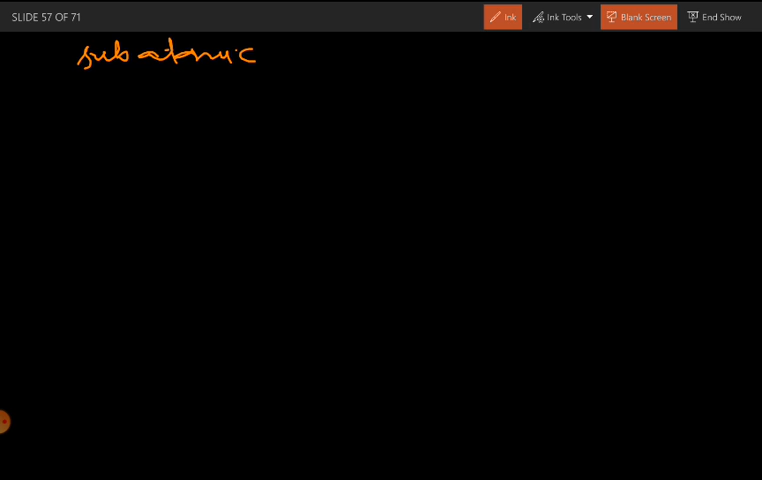 SLIDE 57 OF 71
Ink
Ink Tools
Blank Screen
End Show
sub atomic